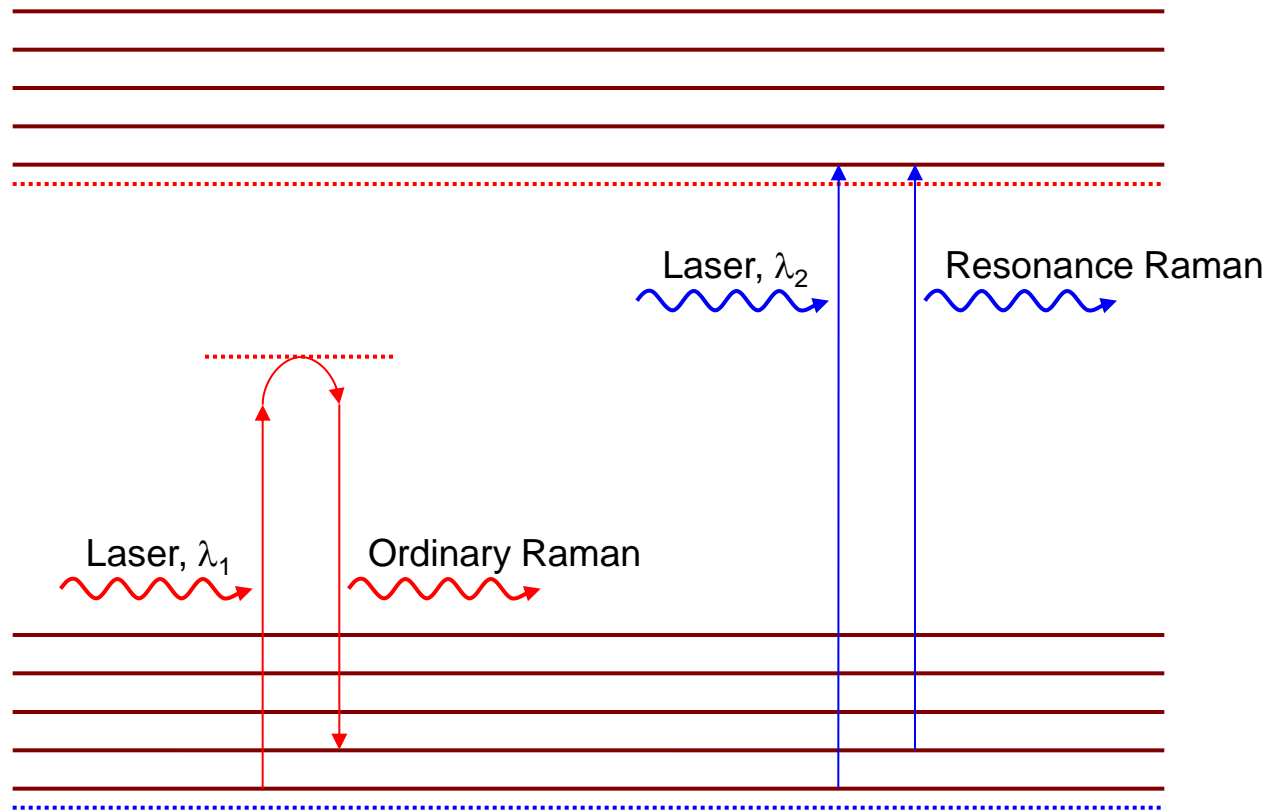 Laser, λ₂
Resonance Raman
Laser, λ₁
Ordinary Raman